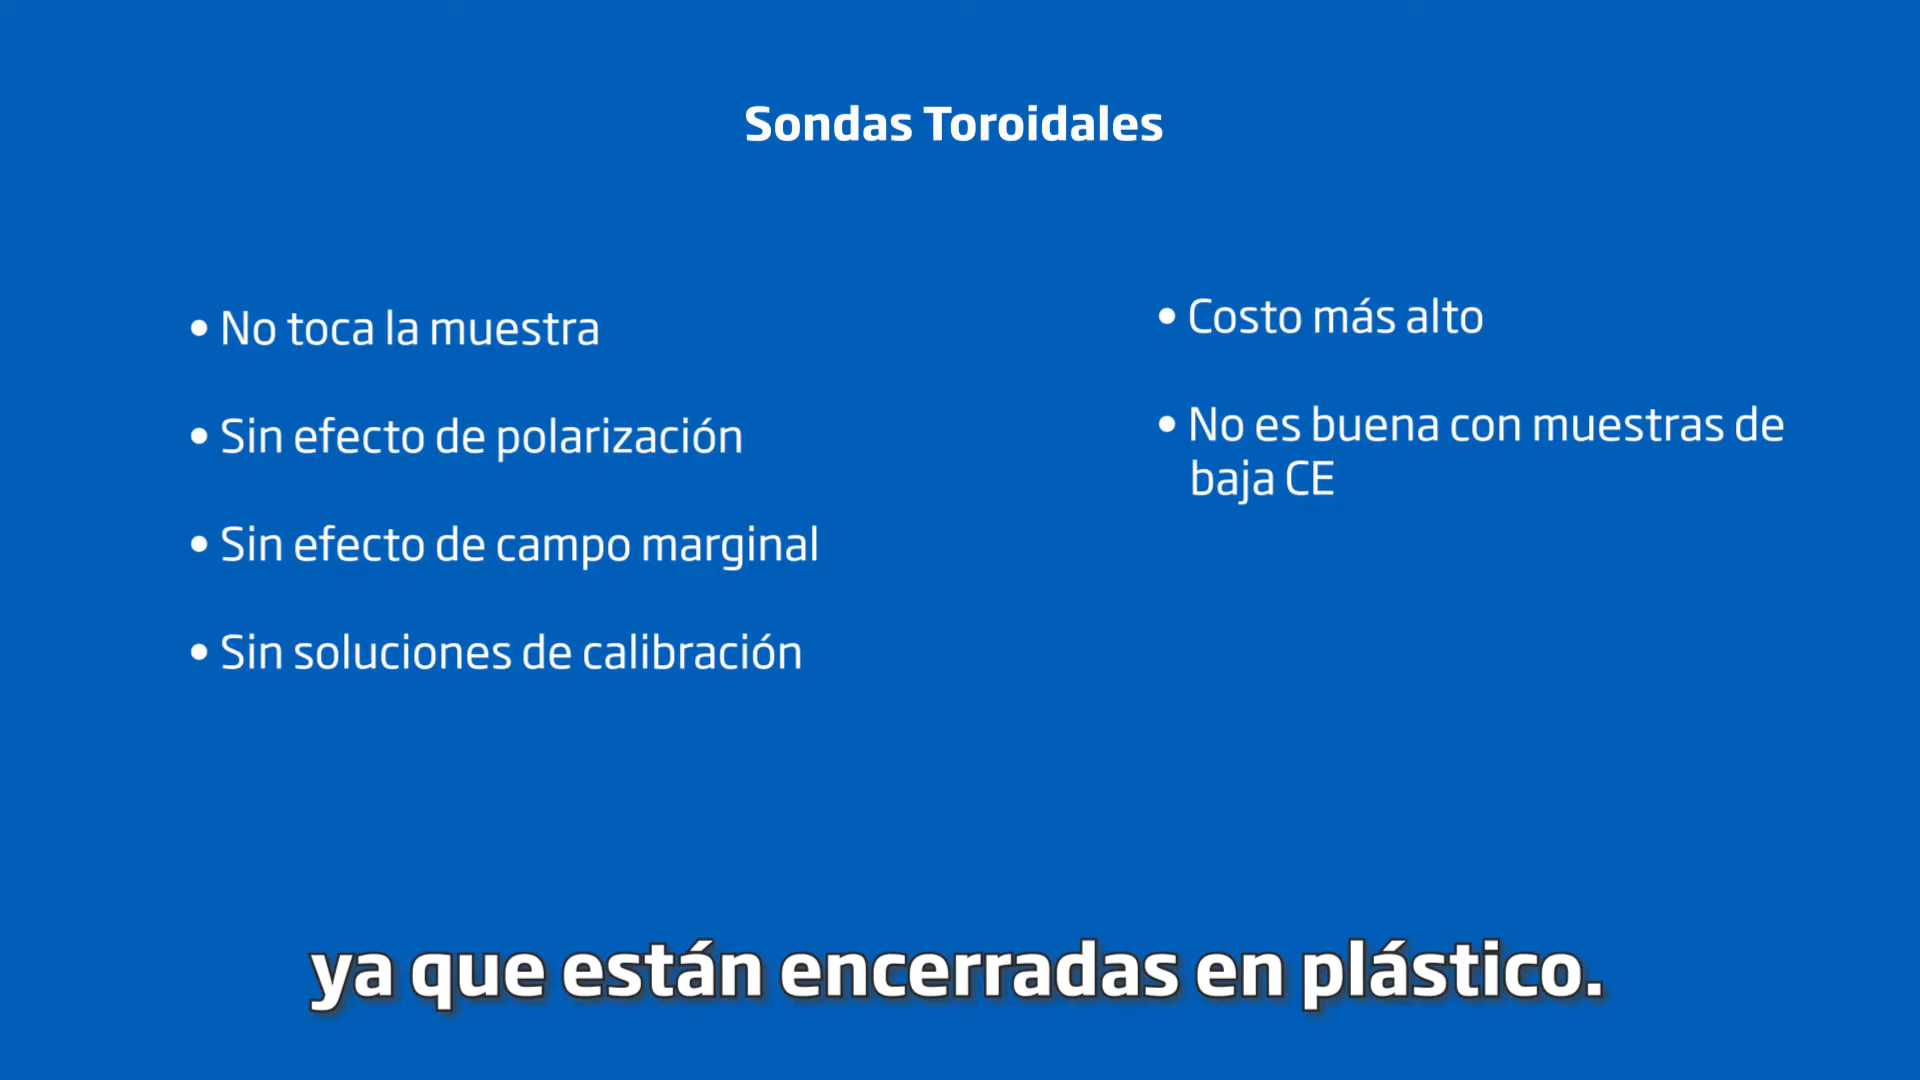 Sondas Toroidales
• No toca la muestra
• Sin efecto de polarización
• Sin efecto de campo marginal
• Sin soluciones de calibración
• Costo más alto
• No es buena con muestras de
baja CE
ya que están encerradas en plástico.